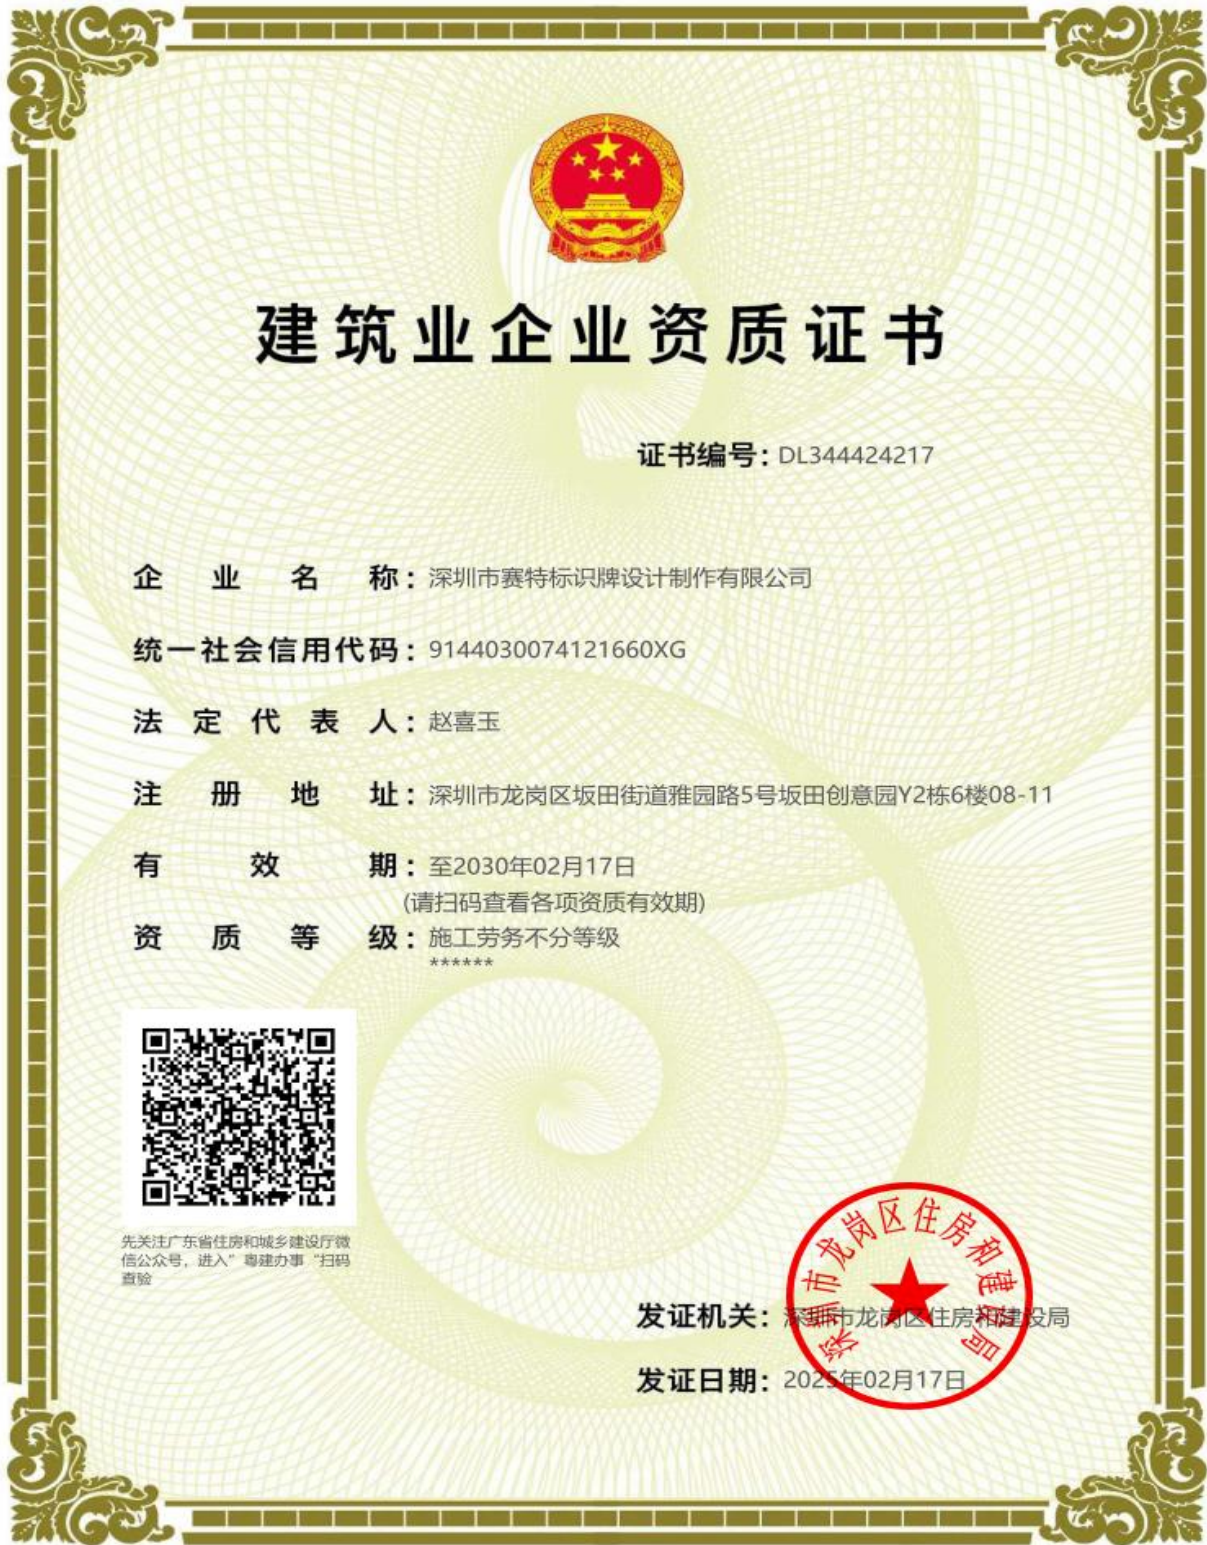 建筑业企业资质证书
证书编号：DL344424217
企业名称：深圳市赛特标识牌设计制作有限公司
统一社会信用代码：9144030074121660XG
法定代表人：赵喜玉
注册地址：深圳市龙岗区坂田街道雅园路5号坂田创意园Y2栋6楼08-11
有效期：至2030年02月17日
(请扫码查看各项资质有效期)
资质等级：施工劳务不分等级
******
先关注广东省住房和城乡建设厅微
信公众号，进入”粤建办事“扫码
查验
深圳市龙岗区住房和建设局
发证机关：深圳市龙岗区住房和建设局
发证日期：2025年02月17日